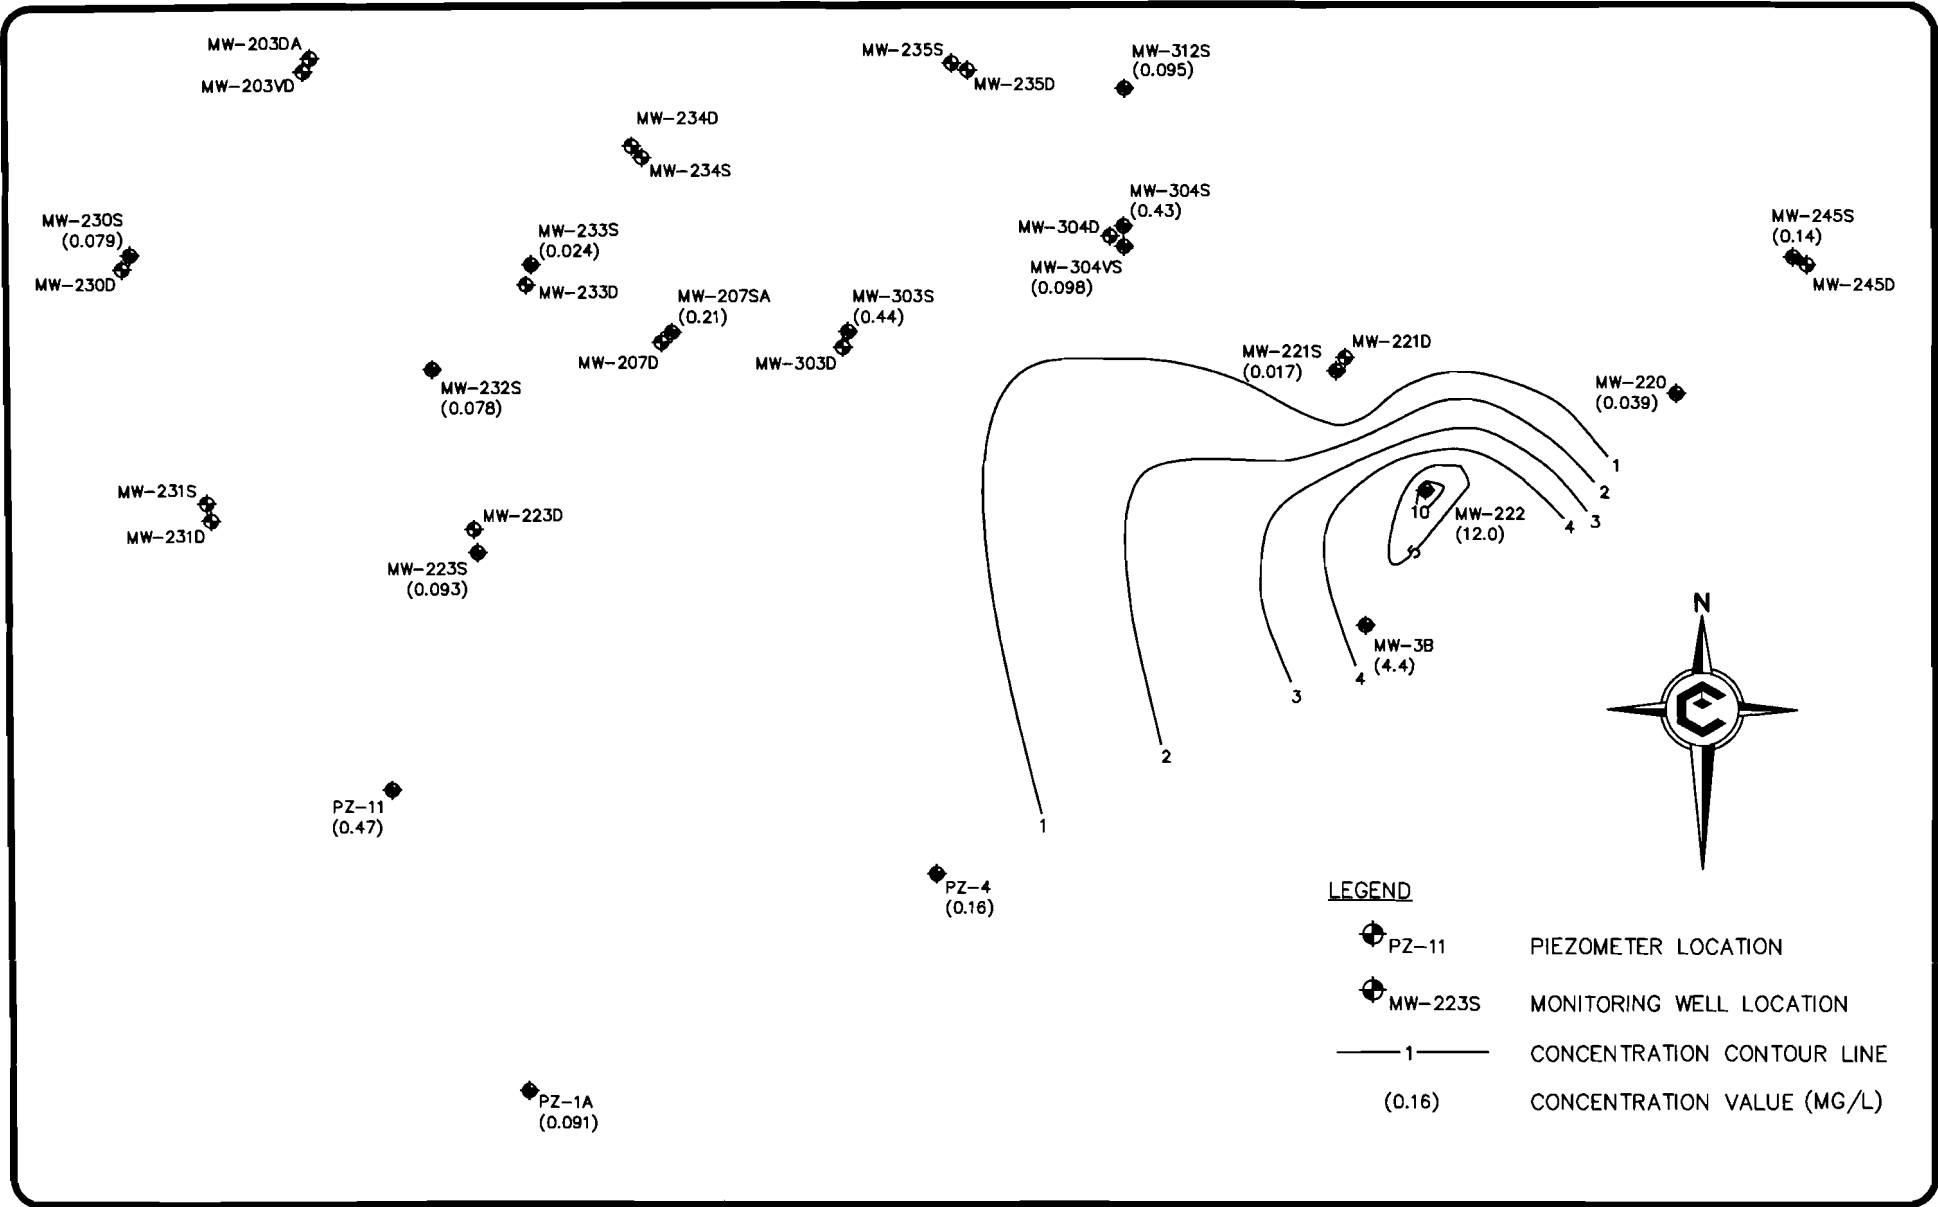 MW-203DA
MW-203VD
MW-235S
MW-235D
MW-312S
(0.095)
MW-234D
MW-234S
MW-230S
(0.079)
MW-230D
MW-233S
(0.024)
MW-233D
MW-304S
(0.43)
MW-304D
MW-304VS
(0.098)
MW-245S
(0.14)
MW-245D
MW-207SA
(0.21)
MW-207D
MW-303S
(0.44)
MW-303D
MW-221S
(0.017)
MW-221D
MW-232S
(0.078)
MW-220
(0.039)
1
2
3
4
MW-231S
MW-231D
MW-223D
MW-223S
(0.093)
10
MW-222
(12.0)
5
MW-3B
(4.4)
4
3
2
1
N
PZ-11
(0.47)
PZ-4
(0.16)
PZ-1A
(0.091)
LEGEND
PZ-11 PIEZOMETER LOCATION
MW-223S MONITORING WELL LOCATION
1 CONCENTRATION CONTOUR LINE
(0.16) CONCENTRATION VALUE (MG/L)